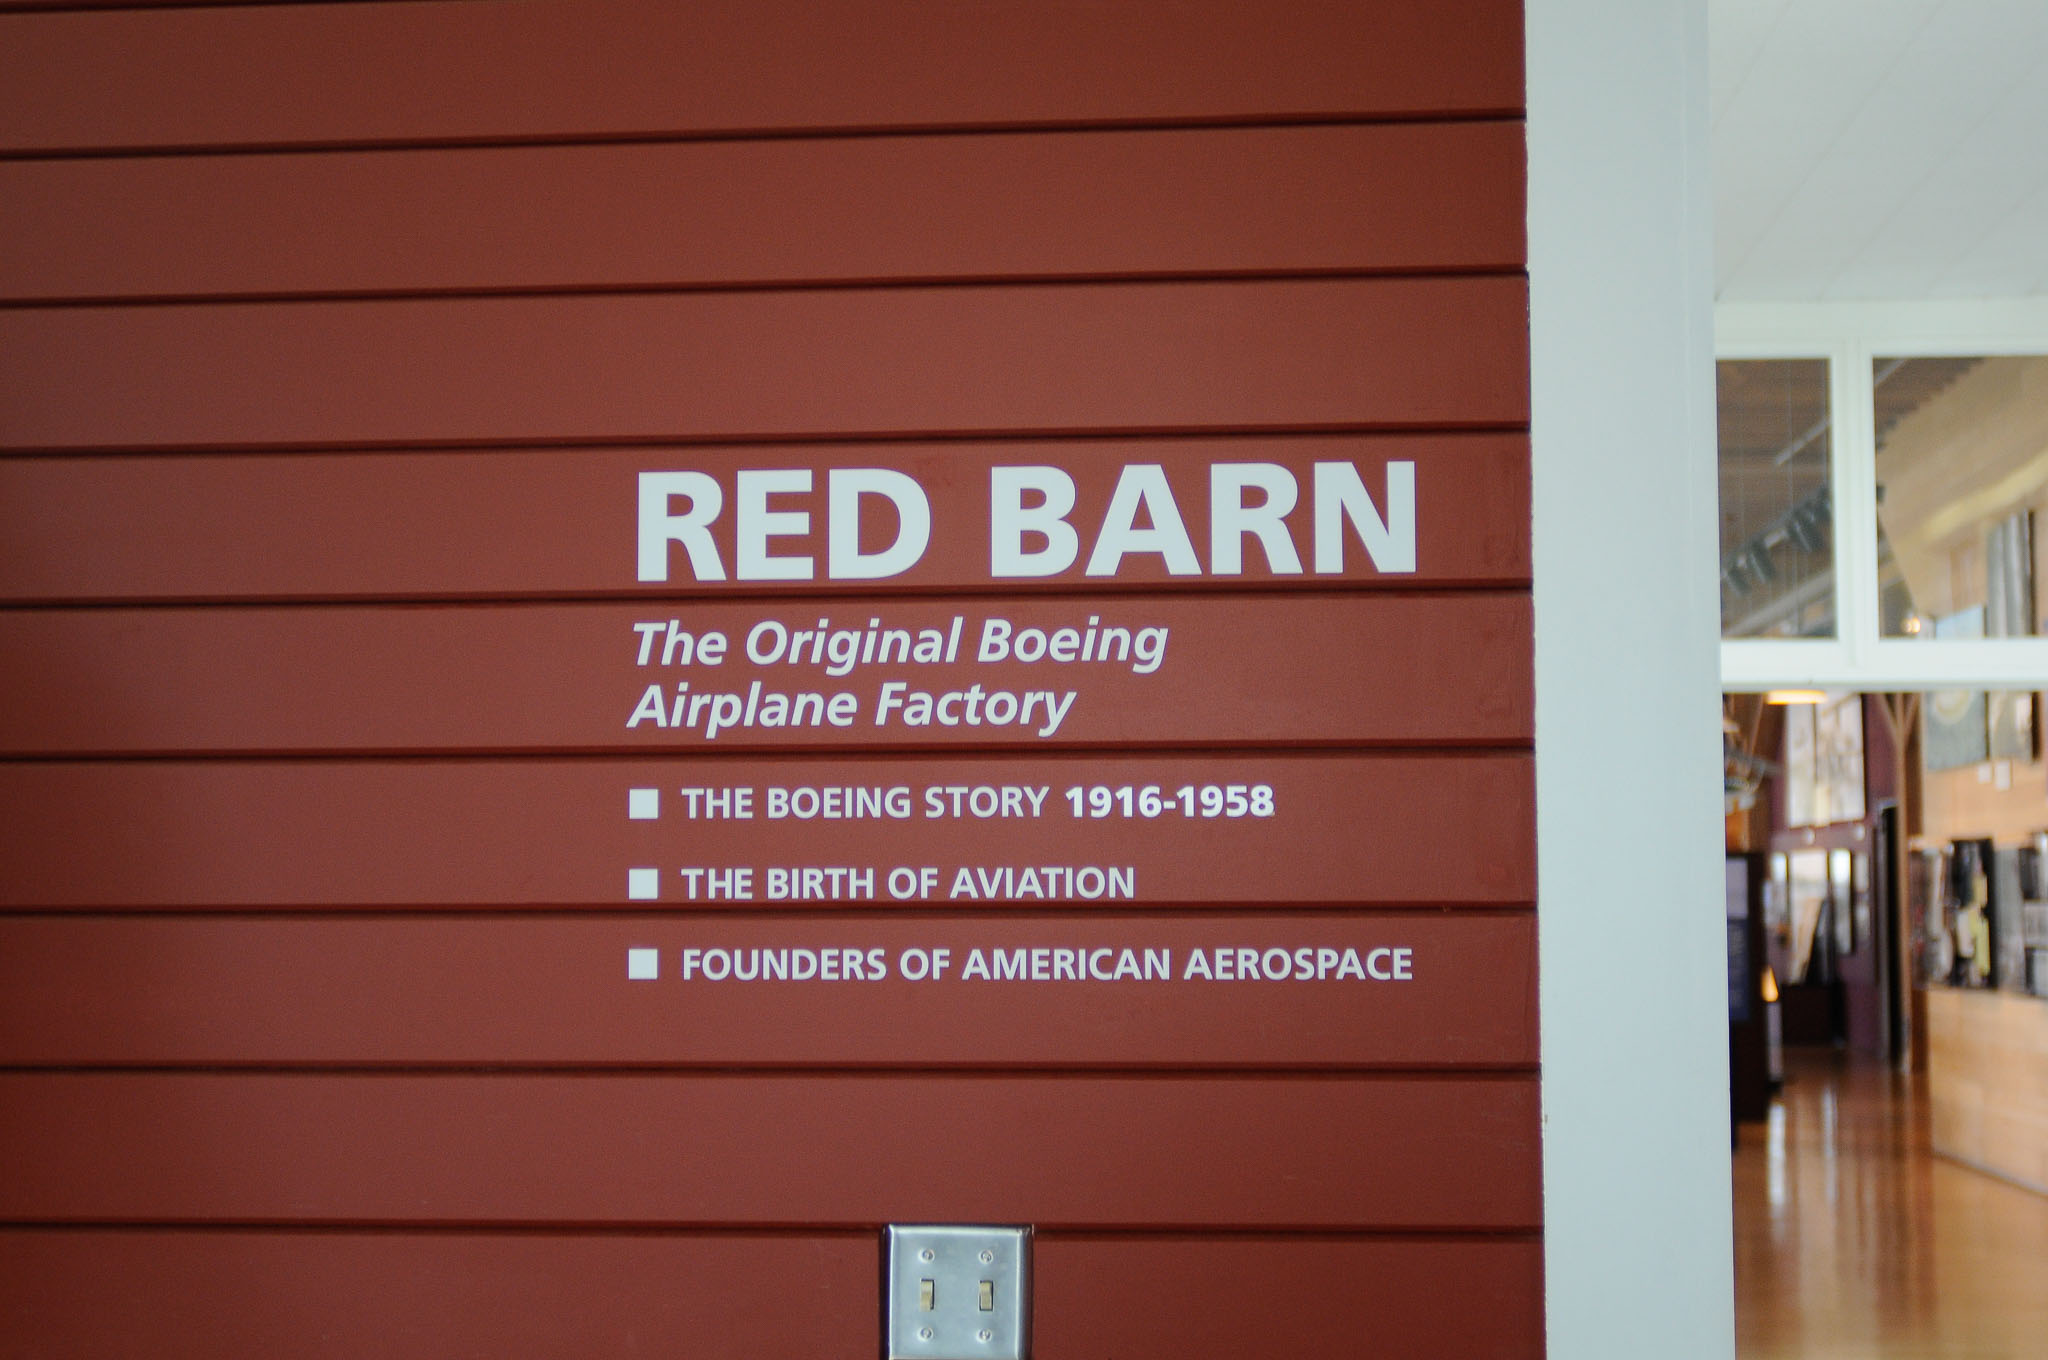 RED BARN
The Original Boeing
Airplane Factory
■ THE BOEING STORY 1916-1958
■ THE BIRTH OF AVIATION
■ FOUNDERS OF AMERICAN AEROSPACE